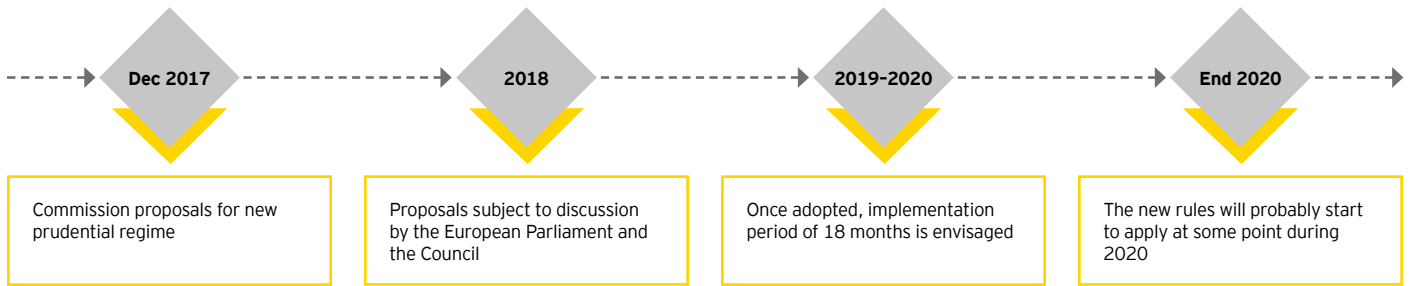 Dec 2017
2018
2019–2020
End 2020
Commission proposals for new
prudential regime
Proposals subject to discussion
by the European Parliament and
the Council
Once adopted, implementation
period of 18 months is envisaged
The new rules will probably start
to apply at some point during
2020